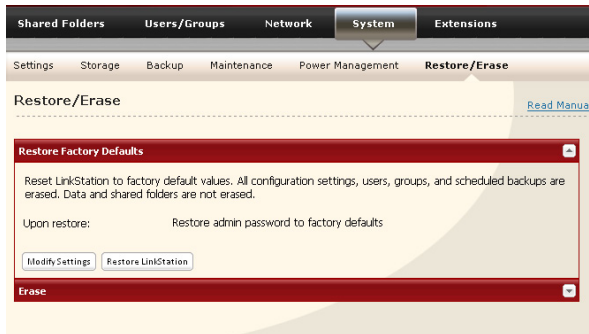 Shared Folders Users/Groups Network System Extensions
Settings Storage Backup Maintenance Power Management Restore/Erase
Restore/Erase
Read Manua
Restore Factory Defaults
Reset LinkStation to factory default values. All configuration settings, users, groups, and scheduled backups are
erased. Data and shared folders are not erased.
Upon restore: Restore admin password to factory defaults
Modify Settings Restore LinkStation
Erase